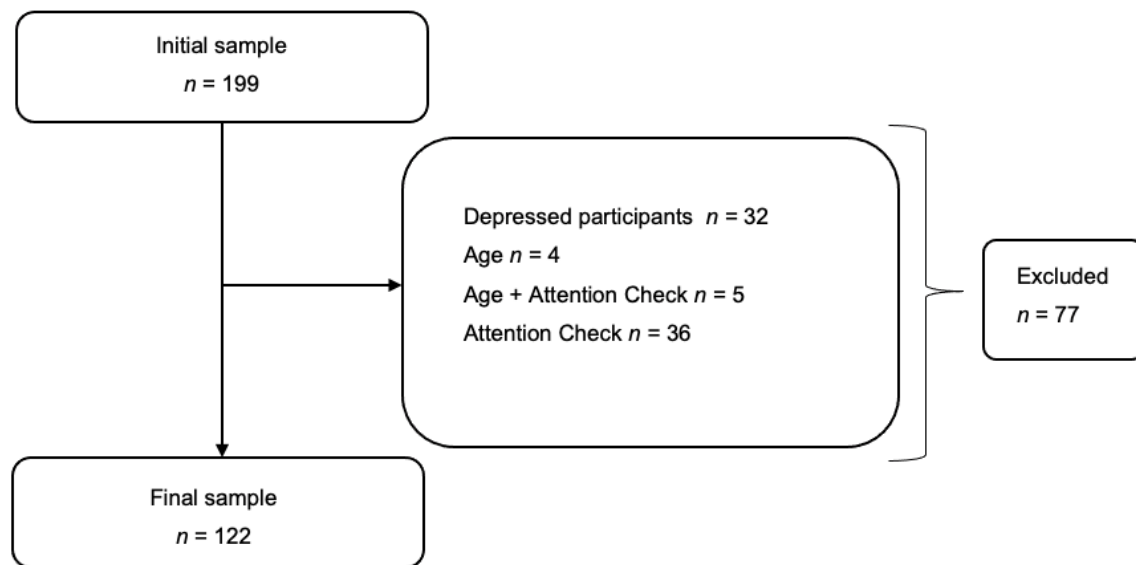 Initial sample
n = 199
Depressed participants n = 32
Age n = 4
Age + Attention Check n = 5
Attention Check n = 36
Excluded
n = 77
Final sample
n = 122